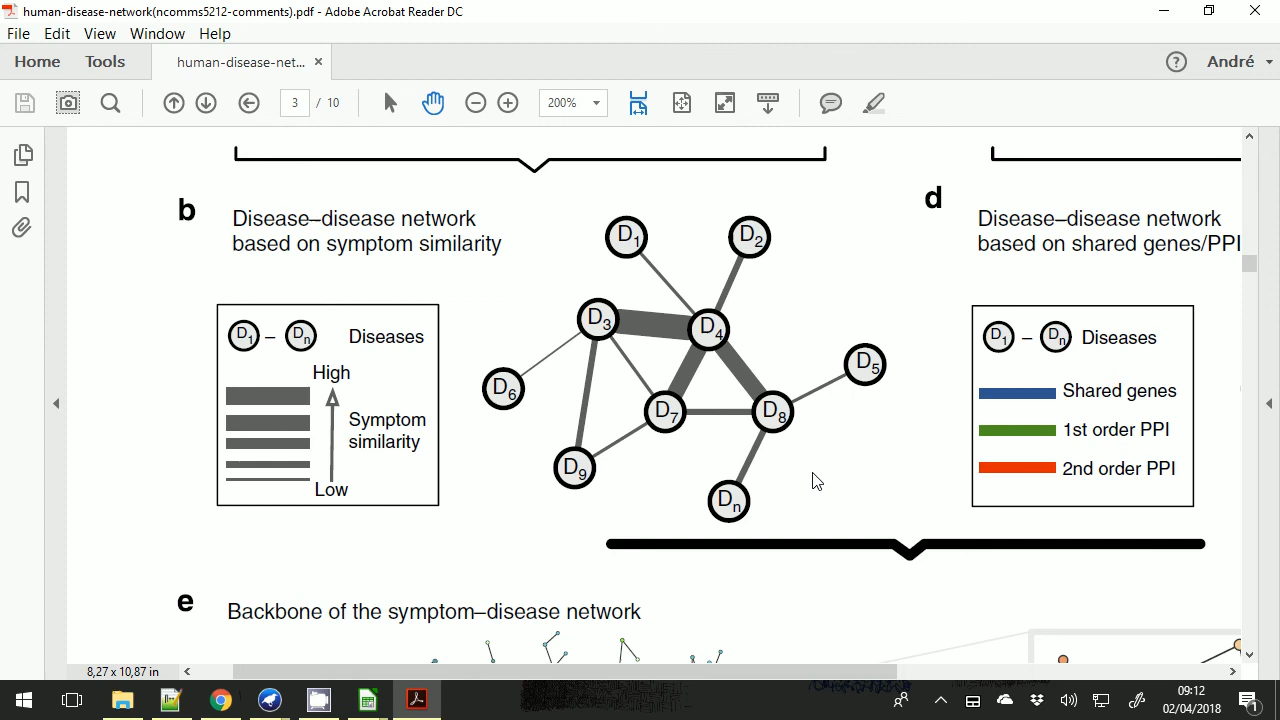 human-disease-network(ncomms5212-comments).pdf - Adobe Acrobat Reader DC
File Edit View Window Help
Home Tools human-disease-net... × André
3 / 10 200%
b
Disease–disease network
based on symptom similarity
D1 – Dn Diseases
High
Symptom
similarity
Low
D1
D2
D3
D4
D5
D6
D7
D8
D9
Dn
d
Disease–disease network
based on shared genes/PPI
D1 – Dn Diseases
Shared genes
1st order PPI
2nd order PPI
e
Backbone of the symptom–disease network
8,27 x 10,87 in
09:12
02/04/2018
1